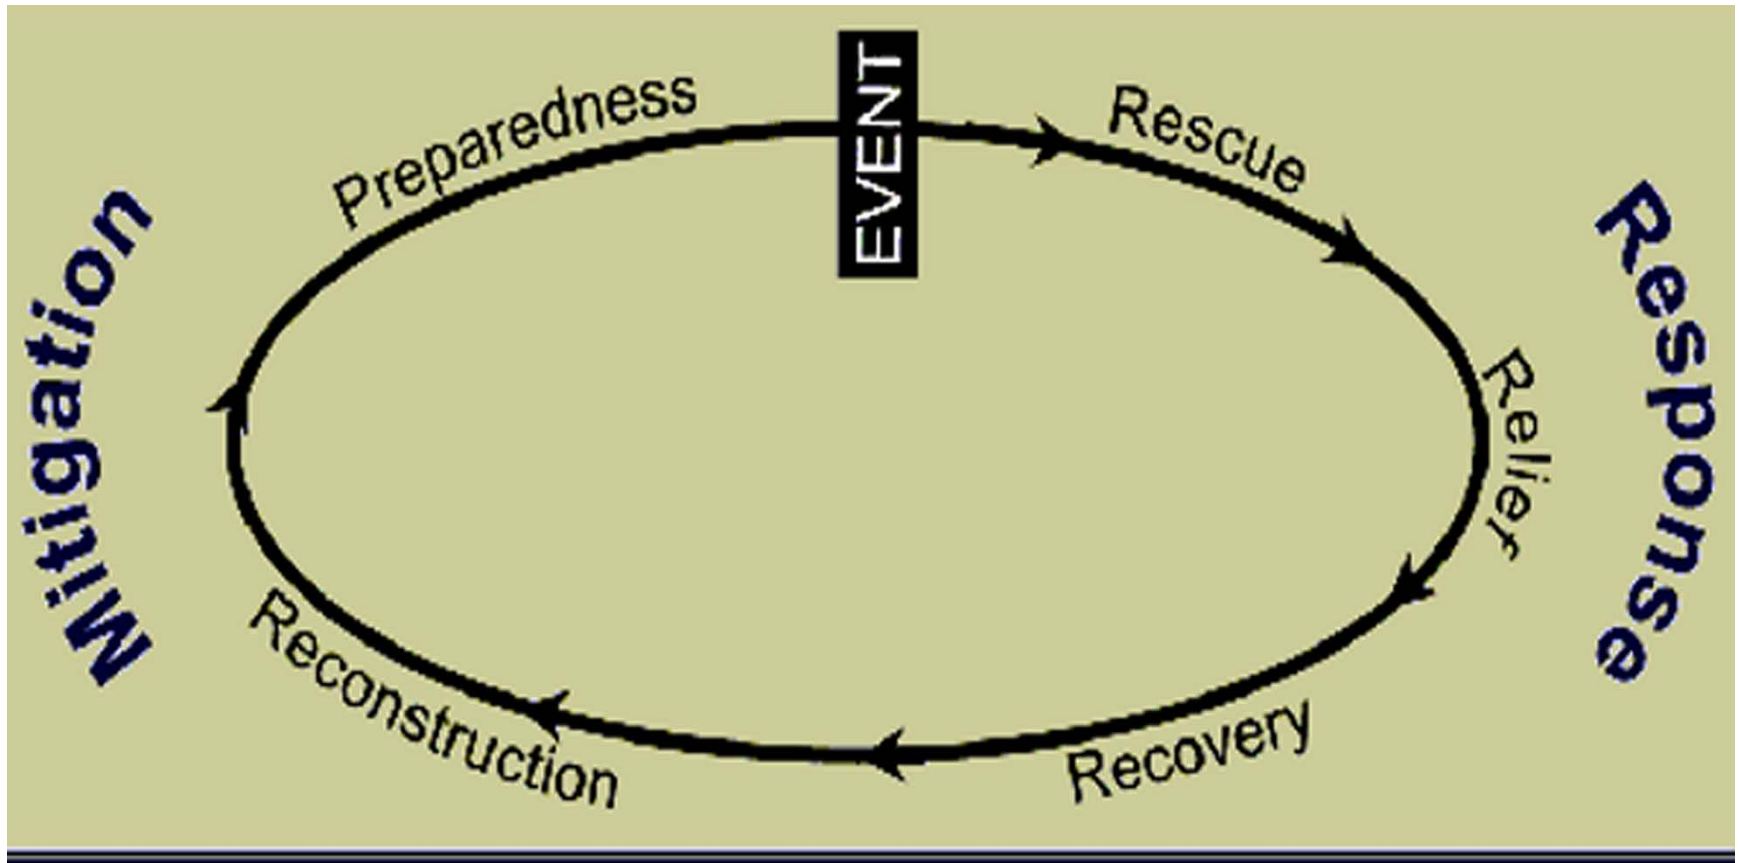 EVENT
Rescue
Relief
Recovery
Reconstruction
Preparedness
Mitigation
Response